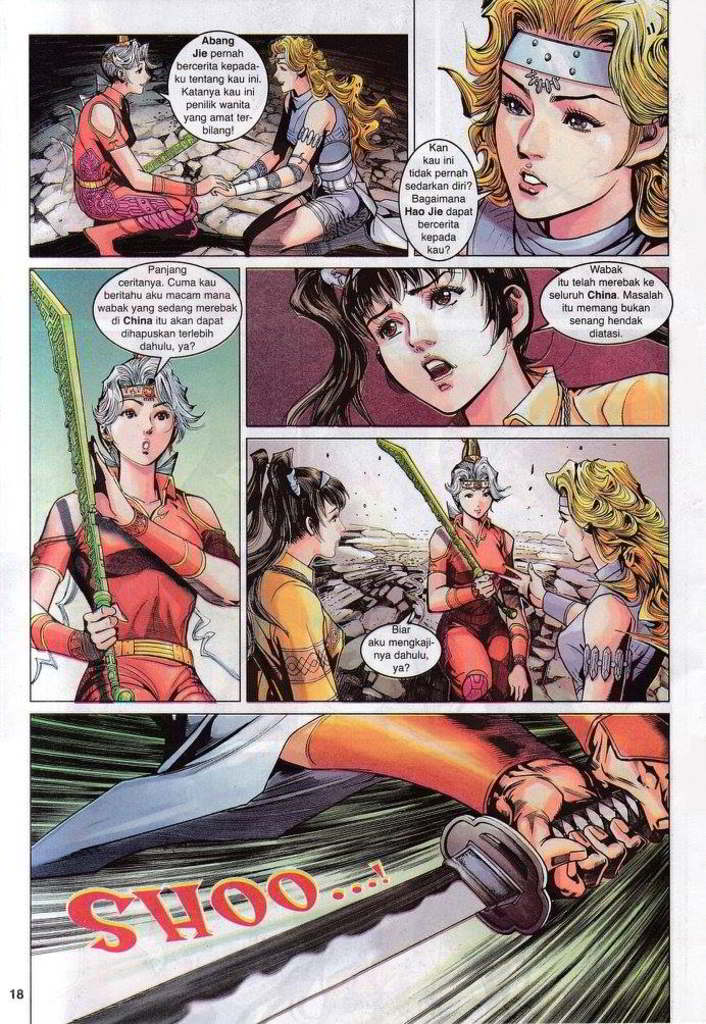 Abang
Jie pernah
bercerita kepada-
ku tentang kau ini.
Katanya kau ini
penilik wanita
yang amat ter-
bilang!
Kan
kau ini
tidak pernah
sedarkan diri?
Bagaimana
Hao Jie dapat
bercerita
kepada
kau?
Panjang
ceritanya. Cuma kau
beritahu aku macam mana
wabak yang sedang merebak
di China itu akan dapat
dihapuskan terlebih
dahulu, ya?
Wabak
itu telah merebak ke
seluruh China. Masalah
itu memang bukan
senang hendak
diatasi.
Biar
aku mengkaji-
nya dahulu,
ya?
SHOO...!
18